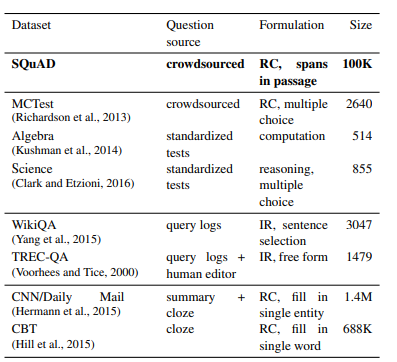 Dataset Question Formulation Size
source
SQuAD crowdsourced RC, spans 100K
in passage
MCTest crowdsourced RC, multiple 2640
(Richardson et al., 2013) choice
Algebra standardized computation 514
(Kushman et al., 2014) tests
Science standardized reasoning, 855
(Clark and Etzioni, 2016) tests multiple
choice
WikiQA query logs IR, sentence 3047
(Yang et al., 2015) selection
TREC-QA query logs + IR, free form 1479
(Voorhees and Tice, 2000) human editor
CNN/Daily Mail summary + RC, fill in 1.4M
(Hermann et al., 2015) cloze single entity
CBT cloze RC, fill in 688K
(Hill et al., 2015) single word